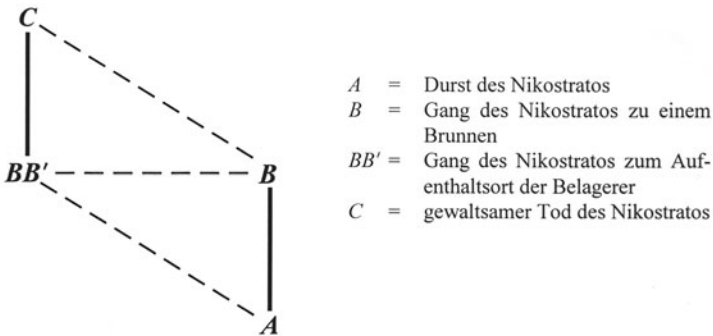 C
BB′
B
A
A = Durst des Nikostratos
B = Gang des Nikostratos zu einem
Brunnen
BB′ = Gang des Nikostratos zum Auf-
enthaltsort der Belagerer
C = gewaltsamer Tod des Nikostratos